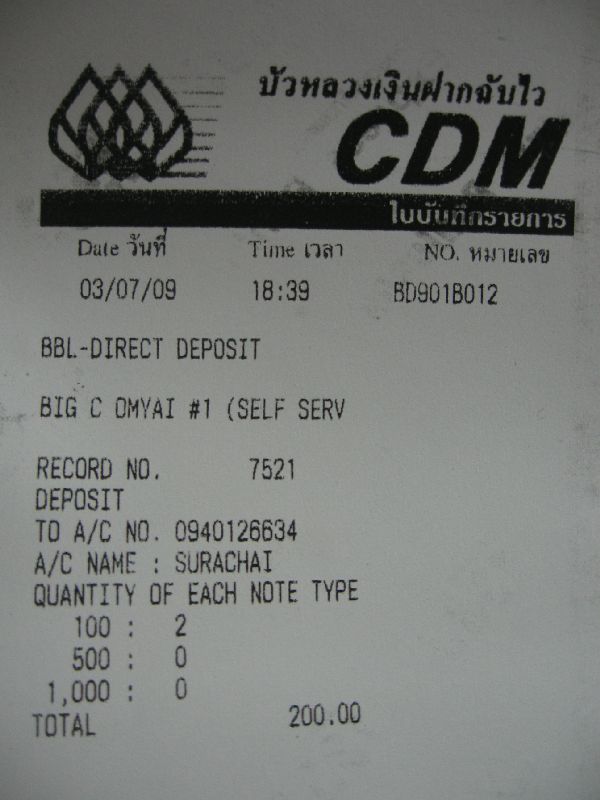 บัวหลวงเงินฝากฉับไว
CDM
ใบบันทึกรายการ
Date วันที่ Time เวลา NO. หมายเลข
03/07/09 18:39 BD901B012
BBL-DIRECT DEPOSIT
BIG C OMYAI #1 (SELF SERV
RECORD NO. 7521
DEPOSIT
TO A/C NO. 0940126634
A/C NAME : SURACHAI
QUANTITY OF EACH NOTE TYPE
100 : 2
500 : 0
1,000 : 0
TOTAL 200.00